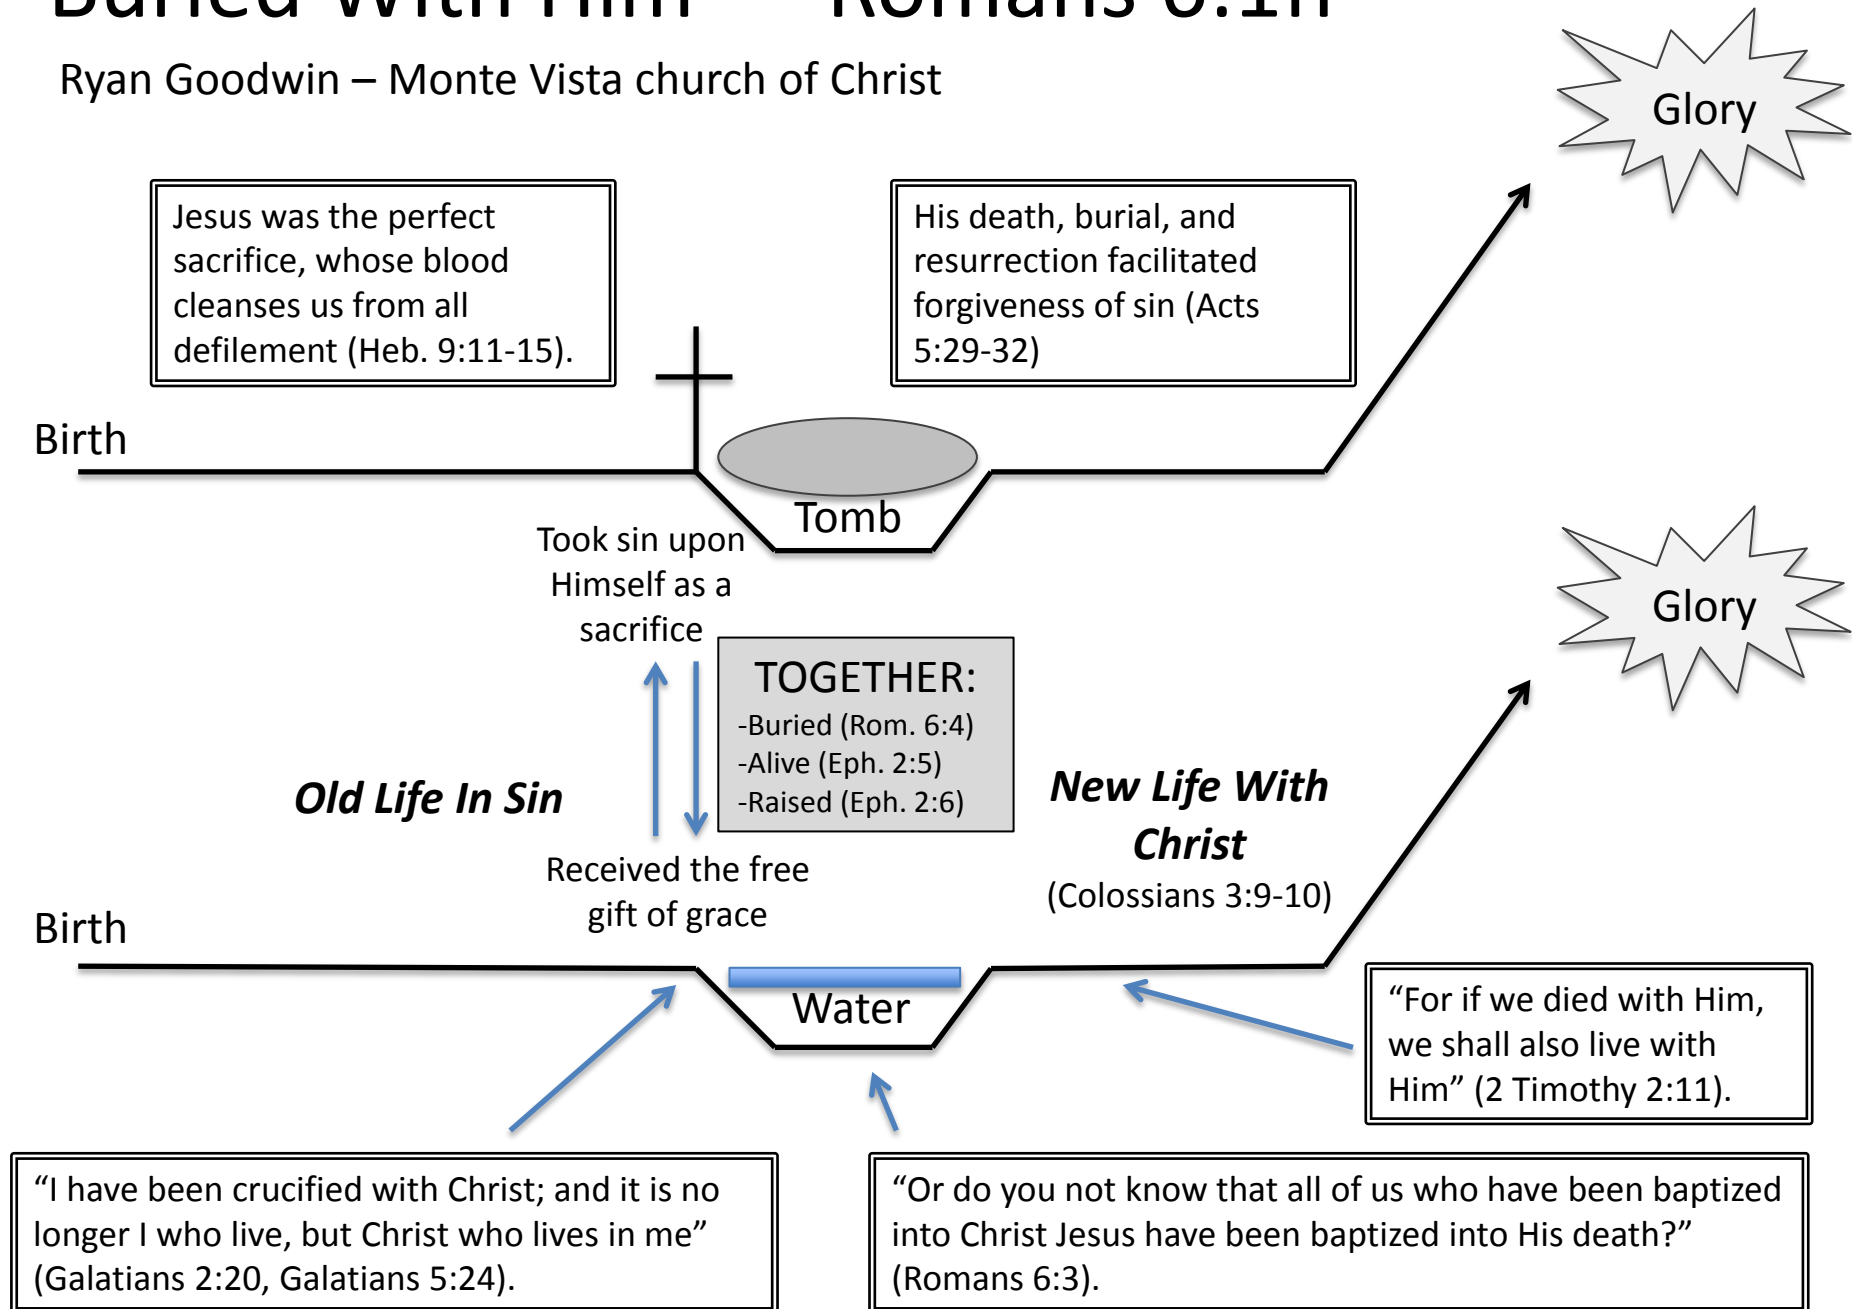 Buried With Him – Romans 6:1ff
Ryan Goodwin – Monte Vista church of Christ
Glory
Jesus was the perfect
sacrifice, whose blood
cleanses us from all
defilement (Heb. 9:11-15).
His death, burial, and
resurrection facilitated
forgiveness of sin (Acts
5:29-32)
Birth
Tomb
Took sin upon
Himself as a
sacrifice
Glory
TOGETHER:
-Buried (Rom. 6:4)
-Alive (Eph. 2:5)
-Raised (Eph. 2:6)
Old Life In Sin
New Life With
Christ
(Colossians 3:9-10)
Received the free
gift of grace
Birth
Water
“For if we died with Him,
we shall also live with
Him” (2 Timothy 2:11).
“I have been crucified with Christ; and it is no
longer I who live, but Christ who lives in me”
(Galatians 2:20, Galatians 5:24).
“Or do you not know that all of us who have been baptized
into Christ Jesus have been baptized into His death?”
(Romans 6:3).